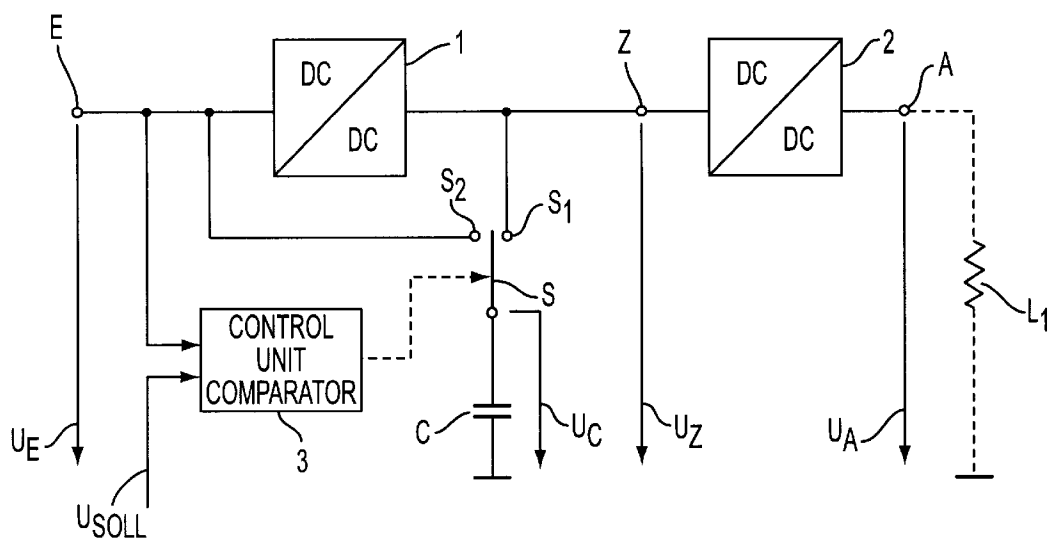 E
DC
DC
1
Z
DC
DC
2
A
S2
S1
S
CONTROL
UNIT
COMPARATOR
3
L1
C
UE
UC
UZ
UA
USOLL